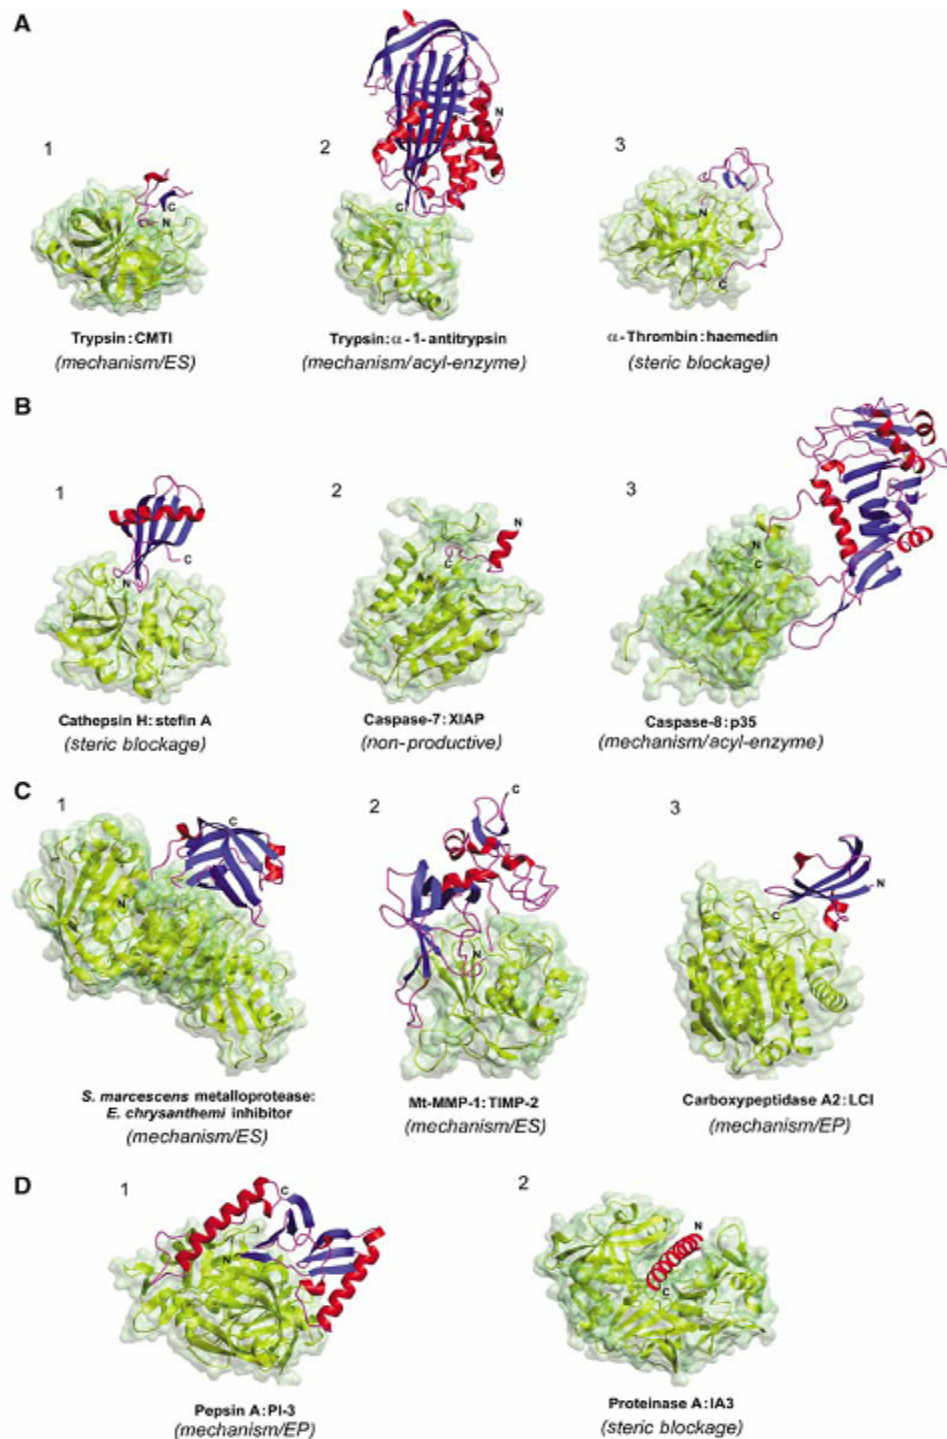 A
1
2
3
N
C
C
N
N
C
Trypsin:CMTI
(mechanism/ES)
Trypsin:α-1-antitrypsin
(mechanism/acyl-enzyme)
α-Thrombin:haemedin
(steric blockage)
B
1
2
3
N
C
N
C
N
C
Cathepsin H:stefin A
(steric blockage)
Caspase-7:XIAP
(non-productive)
Caspase-8:p35
(mechanism/acyl-enzyme)
C
1
2
3
C
N
C
N
N
C
S. marcescens metalloprotease:
E. chrysanthemi inhibitor
(mechanism/ES)
Mt-MMP-1:TIMP-2
(mechanism/ES)
Carboxypeptidase A2:LCI
(mechanism/EP)
D
1
2
C
N
N
C
Pepsin A:PI-3
(mechanism/EP)
Proteinase A:IA3
(steric blockage)